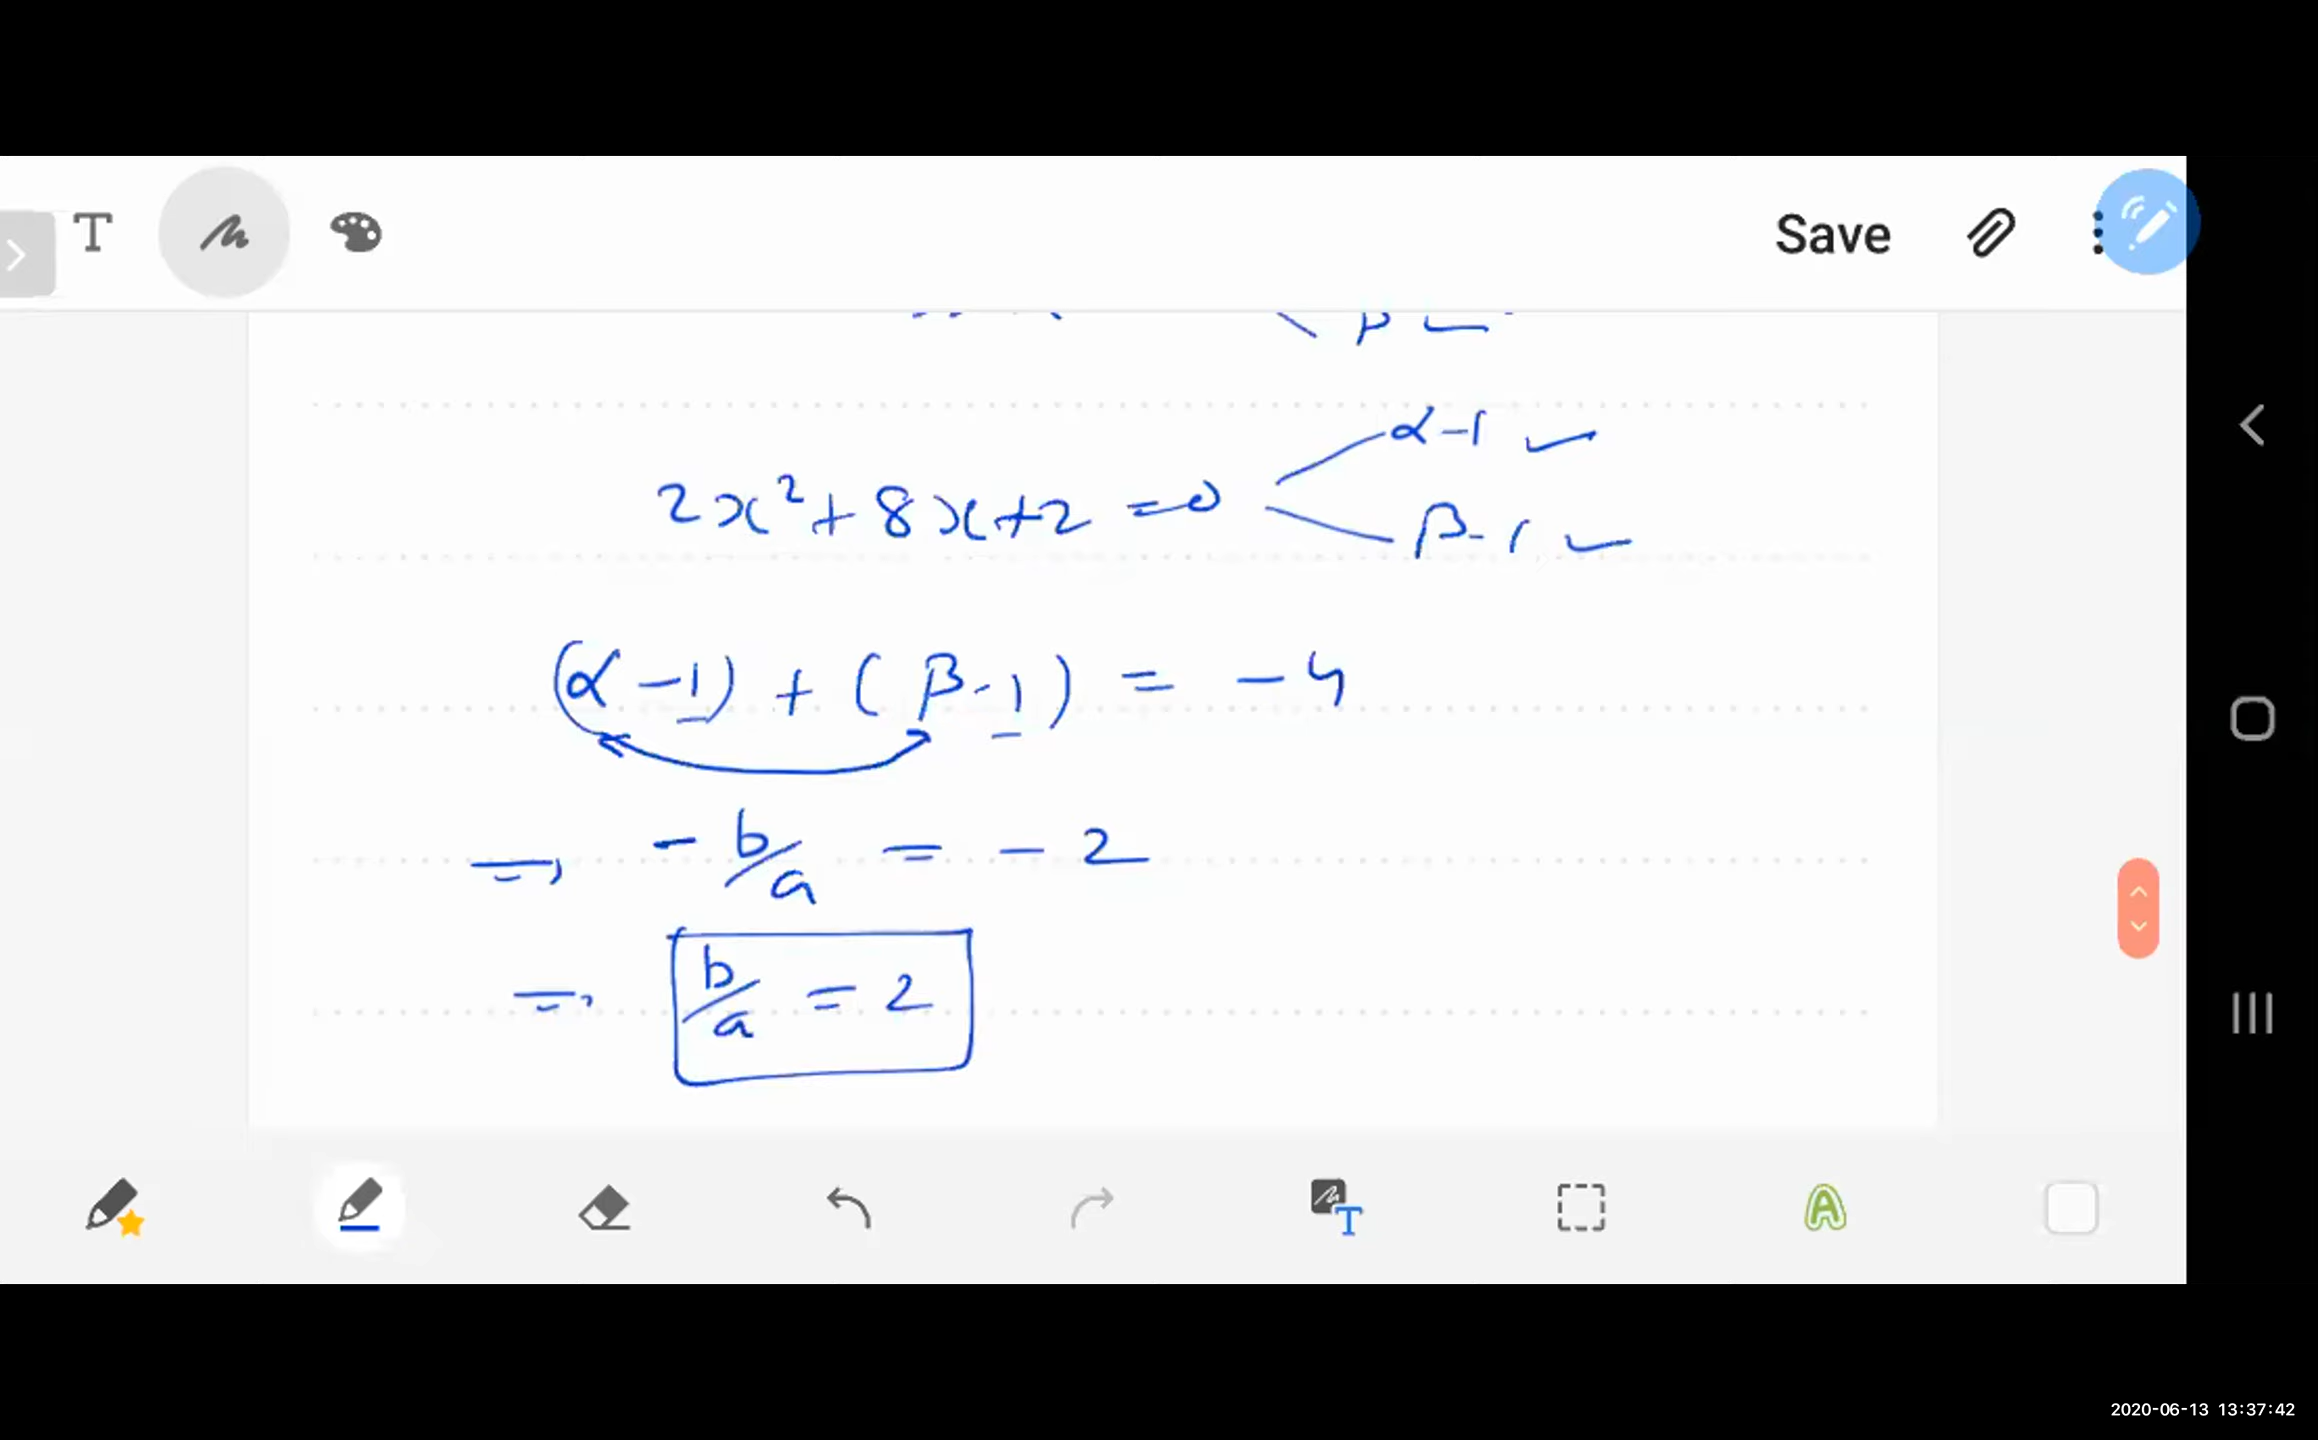 T Save
β
α-1
2x²+8x+2=0
β-1
(α-1)+(β-1)=-4
⇒ -b/a = -2
⇒ b/a = 2
T A
2020-06-13 13:37:42